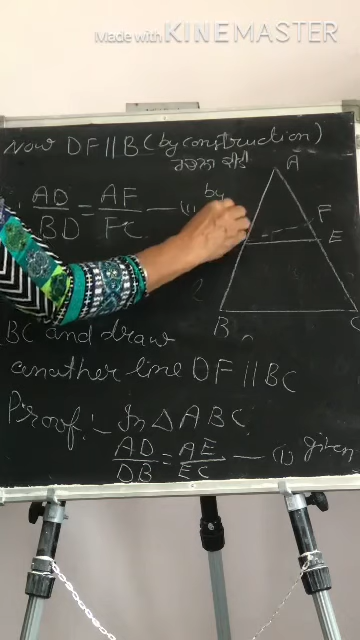 Made with KINEMASTER
Now DF || B (by construction)
ਰਚਨਾ ਕੀਤੀ
AD/BD = AF/FC — (ii) by
A
F
E
B
C
BC and draw
another line DF || BC
Proof:- In △ABC
AD/DB = AE/EC — (i) given